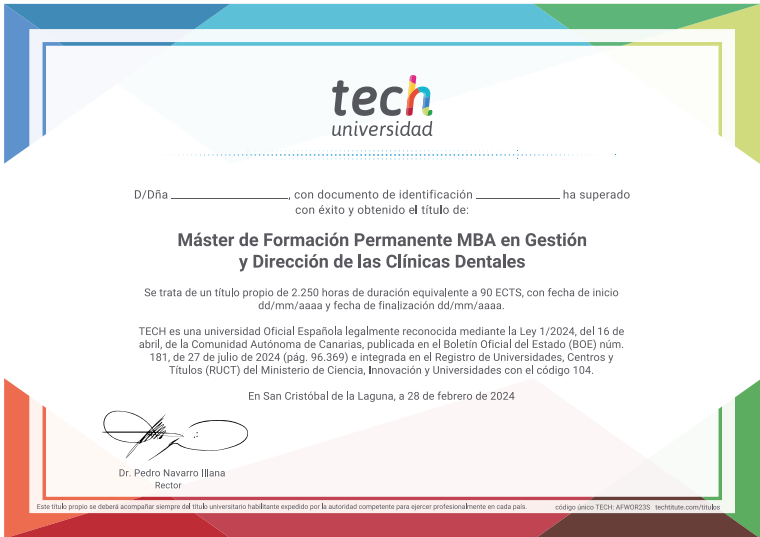 tech
universidad
D/Dña ________________, con documento de identificación ____________ ha superado
con éxito y obtenido el título de:
Máster de Formación Permanente MBA en Gestión
y Dirección de las Clínicas Dentales
Se trata de un título propio de 2.250 horas de duración equivalente a 90 ECTS, con fecha de inicio
dd/mm/aaaa y fecha de finalización dd/mm/aaaa.
TECH es una universidad Oficial Española legalmente reconocida mediante la Ley 1/2024, del 16 de
abril, de la Comunidad Autónoma de Canarias, publicada en el Boletín Oficial del Estado (BOE) núm.
181, de 27 de julio de 2024 (pág. 96.369) e integrada en el Registro de Universidades, Centros y
Títulos (RUCT) del Ministerio de Ciencia, Innovación y Universidades con el código 104.
En San Cristóbal de la Laguna, a 28 de febrero de 2024
Dr. Pedro Navarro Illana
Rector
Este título propio se deberá acompañar siempre del título universitario habilitante expedido por la autoridad competente para ejercer profesionalmente en cada país. código único TECH: AFWOR23S techtitute.com/titulos